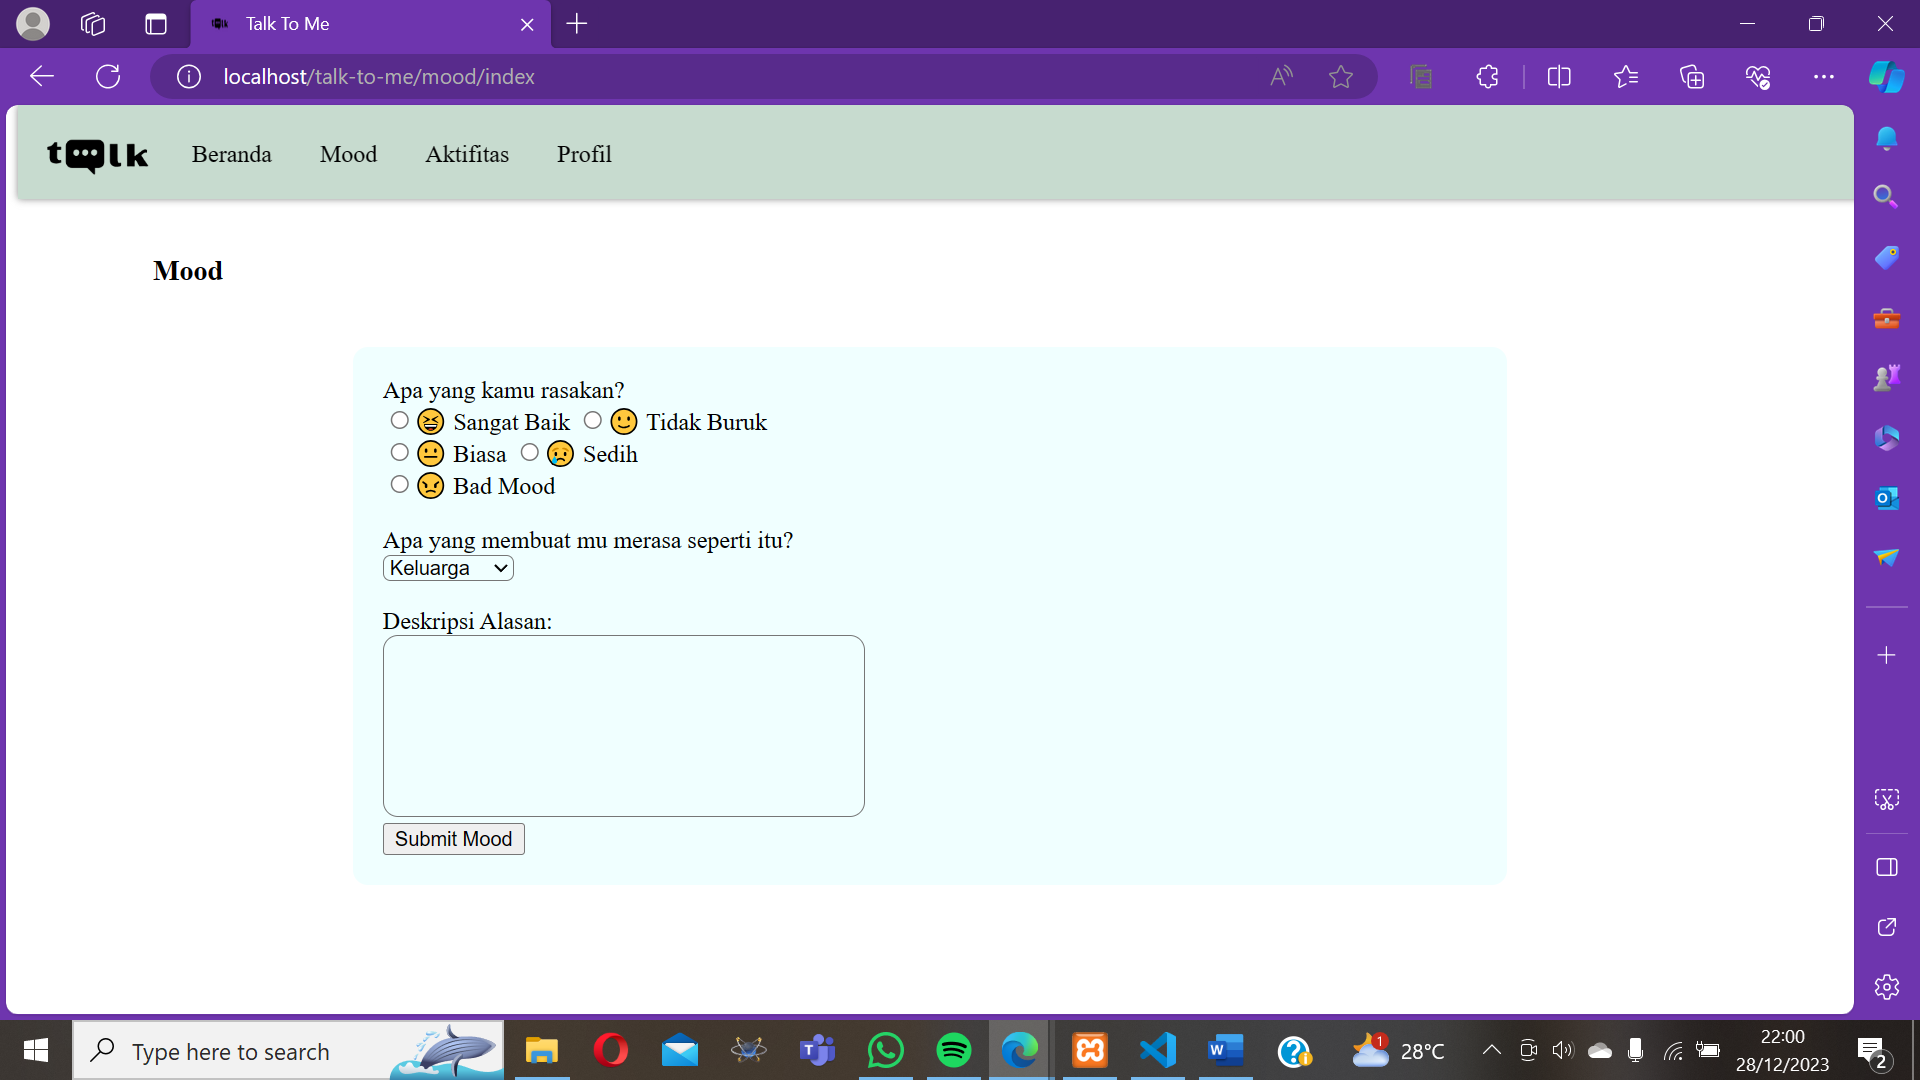 Talk To Me
localhost/talk-to-me/mood/index
talk Beranda Mood Aktifitas Profil
Mood
Apa yang kamu rasakan?
Sangat Baik Tidak Buruk
Biasa Sedih
Bad Mood
Apa yang membuat mu merasa seperti itu?
Keluarga
Deskripsi Alasan:
Submit Mood
Type here to search
1
28°C
22:00
28/12/2023
2